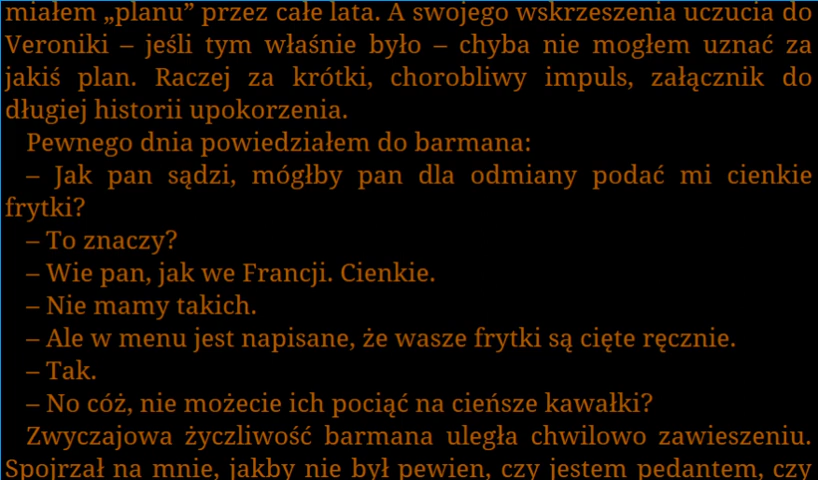 miałem „planu” przez całe lata. A swojego wskrzeszenia uczucia do
Veroniki – jeśli tym właśnie było – chyba nie mogłem uznać za
jakiś plan. Raczej za krótki, chorobliwy impuls, załącznik do
długiej historii upokorzenia.
Pewnego dnia powiedziałem do barmana:
– Jak pan sądzi, mógłby pan dla odmiany podać mi cienkie
frytki?
– To znaczy?
– Wie pan, jak we Francji. Cienkie.
– Nie mamy takich.
– Ale w menu jest napisane, że wasze frytki są cięte ręcznie.
– Tak.
– No cóż, nie możecie ich pociąć na cieńsze kawałki?
Zwyczajowa życzliwość barmana uległa chwilowo zawieszeniu.
Spojrzał na mnie, jakby nie był pewien, czy jestem pedantem, czy